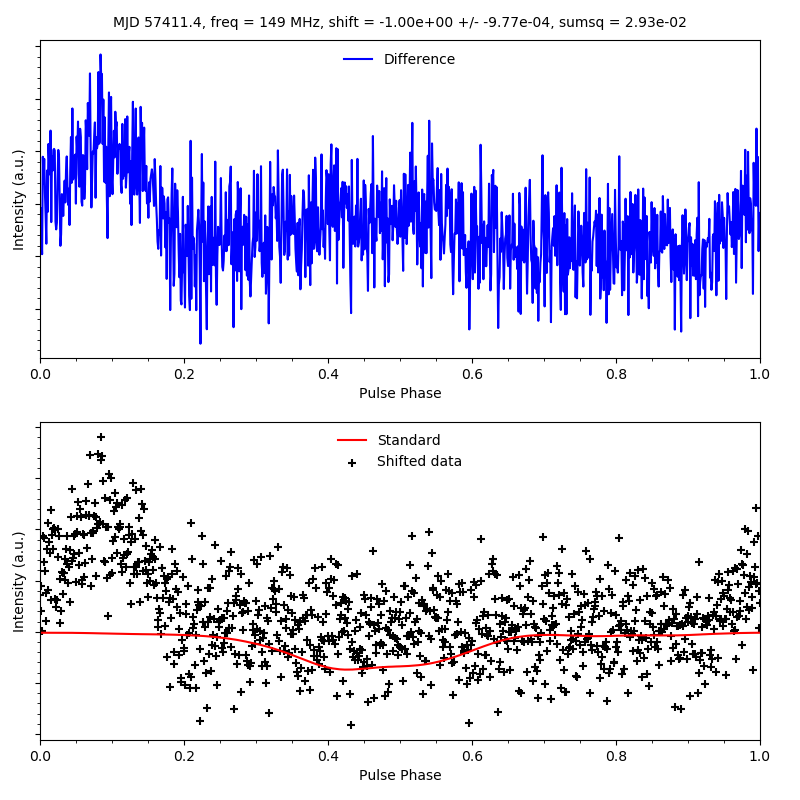 MJD 57411.4, freq = 149 MHz, shift = -1.00e+00 +/- -9.77e-04, sumsq = 2.93e-02
Difference
Intensity (a.u.)
0.0 0.2 0.4 0.6 0.8 1.0
Pulse Phase
Standard
Shifted data
Intensity (a.u.)
0.0 0.2 0.4 0.6 0.8 1.0
Pulse Phase